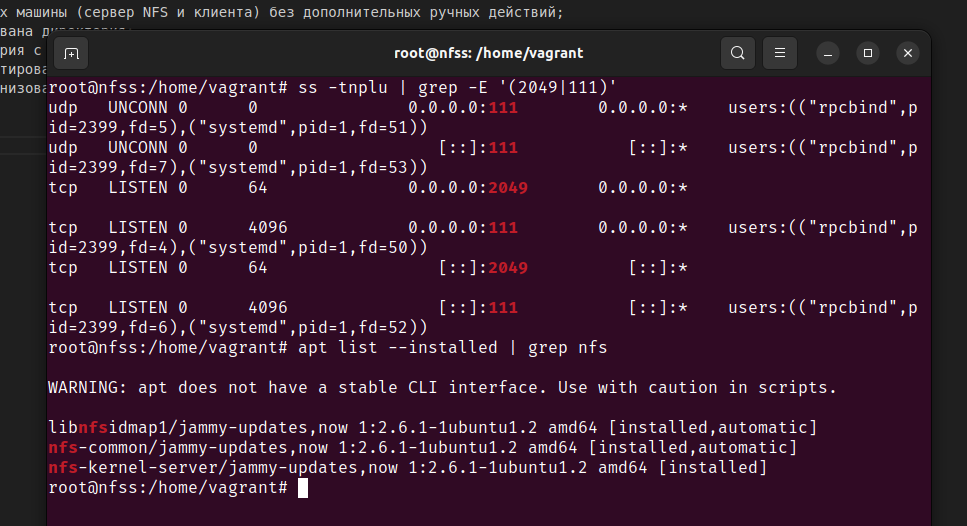 х машины (сервер NFS и клиента) без дополнительных ручных действий;
рия с
root@nfss: /home/vagrant
root@nfss:/home/vagrant# ss -tnplu | grep -E '(2049|111)'
udp   UNCONN 0      0               0.0.0.0:111        0.0.0.0:*    users:(("rpcbind",p
id=2399,fd=5),("systemd",pid=1,fd=51))
udp   UNCONN 0      0                  [::]:111           [::]:*    users:(("rpcbind",p
id=2399,fd=7),("systemd",pid=1,fd=53))
tcp   LISTEN 0      64              0.0.0.0:2049       0.0.0.0:*
tcp   LISTEN 0      4096            0.0.0.0:111        0.0.0.0:*    users:(("rpcbind",p
id=2399,fd=4),("systemd",pid=1,fd=50))
tcp   LISTEN 0      64                 [::]:2049          [::]:*
tcp   LISTEN 0      4096               [::]:111           [::]:*    users:(("rpcbind",p
id=2399,fd=6),("systemd",pid=1,fd=52))
root@nfss:/home/vagrant# apt list --installed | grep nfs
WARNING: apt does not have a stable CLI interface. Use with caution in scripts.
libnfsidmap1/jammy-updates,now 1:2.6.1-1ubuntu1.2 amd64 [installed,automatic]
nfs-common/jammy-updates,now 1:2.6.1-1ubuntu1.2 amd64 [installed,automatic]
nfs-kernel-server/jammy-updates,now 1:2.6.1-1ubuntu1.2 amd64 [installed]
root@nfss:/home/vagrant#